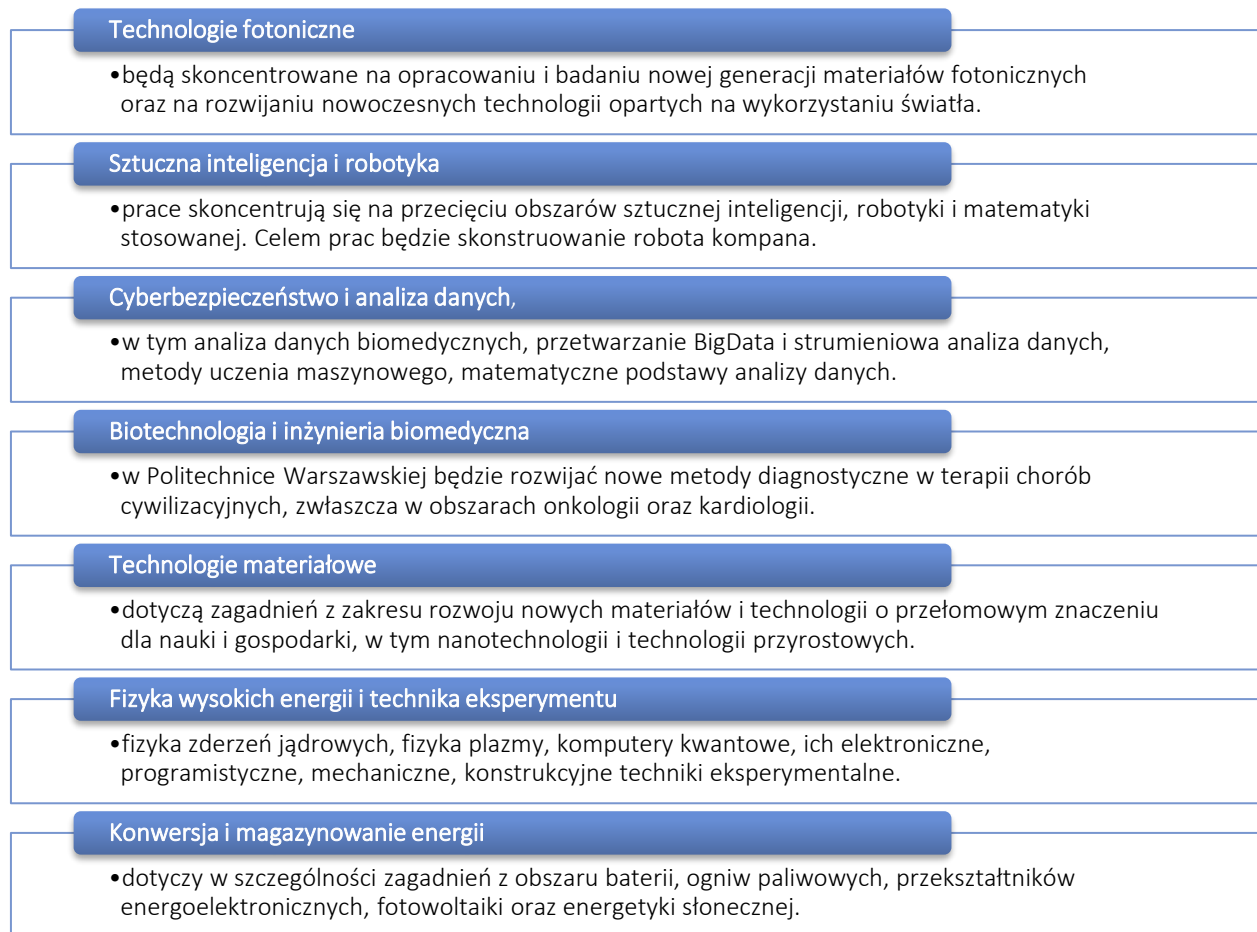 Technologie fotoniczne
•będą skoncentrowane na opracowaniu i badaniu nowej generacji materiałów fotonicznych
oraz na rozwijaniu nowoczesnych technologii opartych na wykorzystaniu światła.
Sztuczna inteligencja i robotyka
•prace skoncentrują się na przecięciu obszarów sztucznej inteligencji, robotyki i matematyki
stosowanej. Celem prac będzie skonstruowanie robota kompana.
Cyberbezpieczeństwo i analiza danych,
•w tym analiza danych biomedycznych, przetwarzanie BigData i strumieniowa analiza danych,
metody uczenia maszynowego, matematyczne podstawy analizy danych.
Biotechnologia i inżynieria biomedyczna
•w Politechnice Warszawskiej będzie rozwijać nowe metody diagnostyczne w terapii chorób
cywilizacyjnych, zwłaszcza w obszarach onkologii oraz kardiologii.
Technologie materiałowe
•dotyczą zagadnień z zakresu rozwoju nowych materiałów i technologii o przełomowym znaczeniu
dla nauki i gospodarki, w tym nanotechnologii i technologii przyrostowych.
Fizyka wysokich energii i technika eksperymentu
•fizyka zderzeń jądrowych, fizyka plazmy, komputery kwantowe, ich elektroniczne,
programistyczne, mechaniczne, konstrukcyjne techniki eksperymentalne.
Konwersja i magazynowanie energii
•dotyczy w szczególności zagadnień z obszaru baterii, ogniw paliwowych, przekształtników
energoelektronicznych, fotowoltaiki oraz energetyki słonecznej.